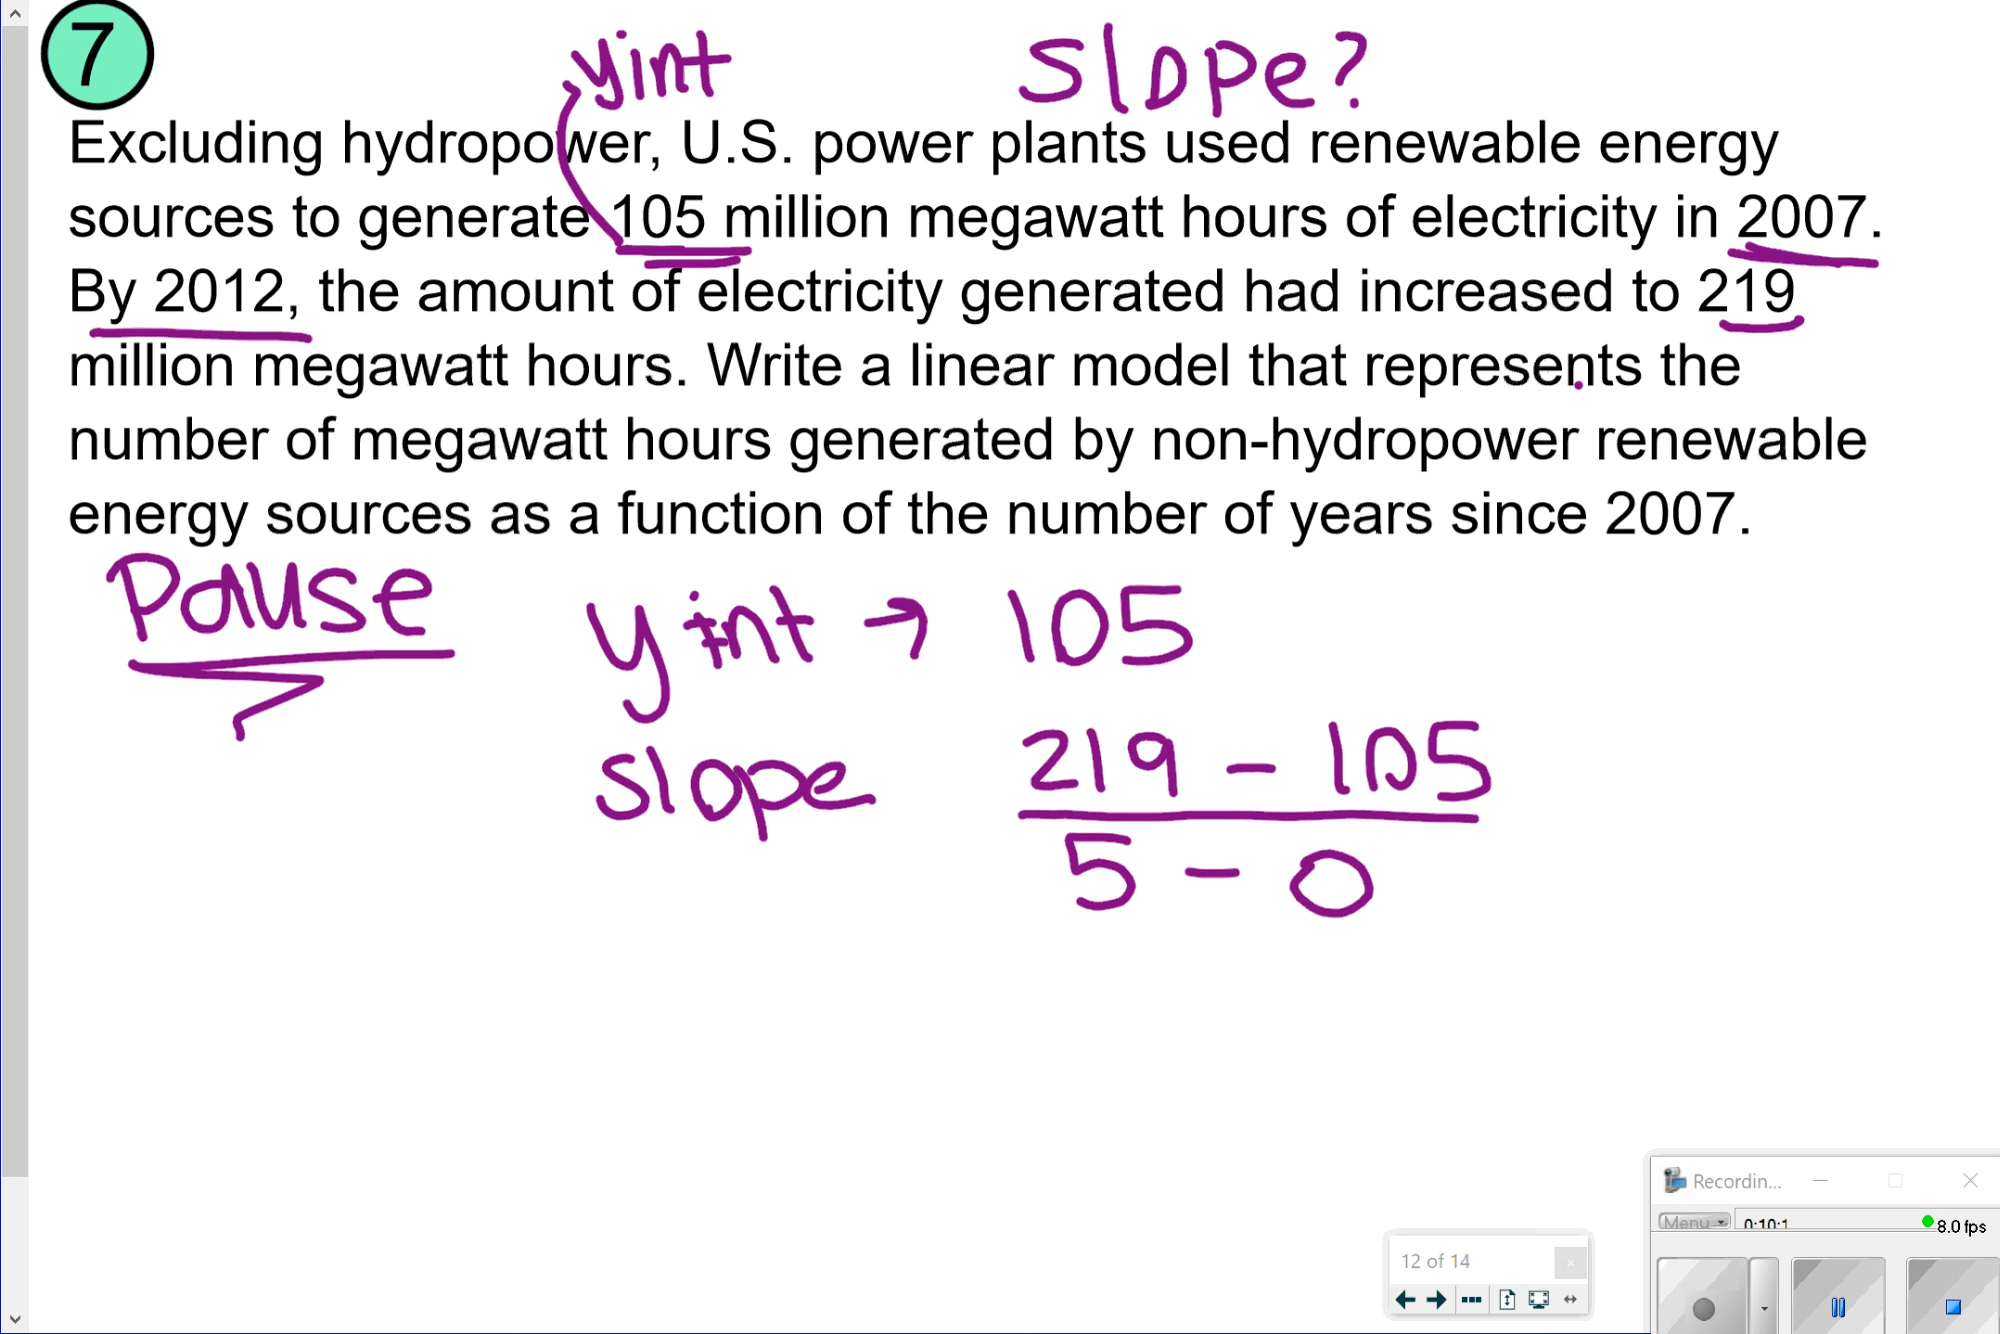 7
yint
slope?
Excluding hydropower, U.S. power plants used renewable energy
sources to generate 105 million megawatt hours of electricity in 2007.
By 2012, the amount of electricity generated had increased to 219
million megawatt hours. Write a linear model that represents the
number of megawatt hours generated by non-hydropower renewable
energy sources as a function of the number of years since 2007.
Pause
y int → 105
slope
219 - 105
5 - 0
Recordin...
Menu
0:10:1
8.0 fps
12 of 14